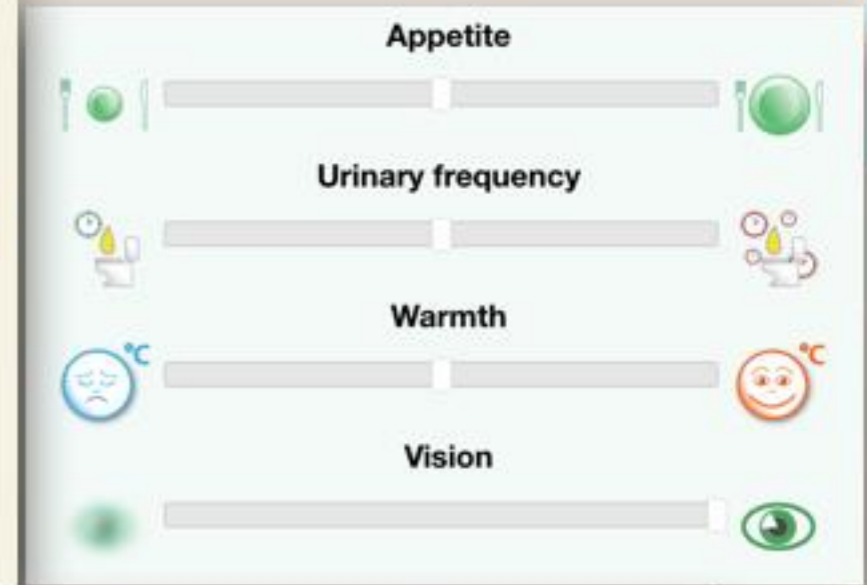 Appetite
Urinary frequency
Warmth
°C
°C
Vision